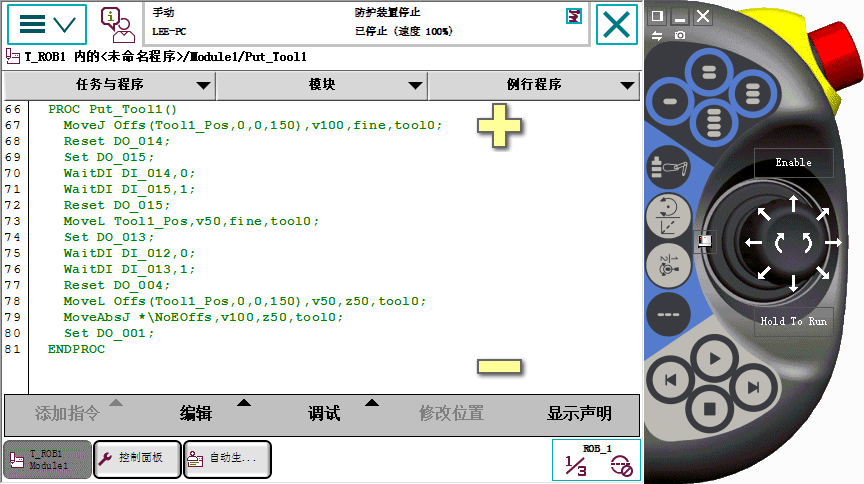 手动
防护装置停止
LEE-PC
已停止 (速度 100%)
T_ROB1 内的<未命名程序>/Module1/Put_Tool1
任务与程序 模块 例行程序
66 PROC Put_Tool1()
67 MoveJ Offs(Tool1_Pos,0,0,150),v100,fine,tool0;
68 Reset DO_014;
69 Set DO_015;
70 WaitDI DI_014,0;
71 WaitDI DI_015,1;
72 Reset DO_015;
73 MoveL Tool1_Pos,v50,fine,tool0;
74 Set DO_013;
75 WaitDI DI_012,0;
76 WaitDI DI_013,1;
77 Reset DO_004;
78 MoveL Offs(Tool1_Pos,0,0,150),v50,z50,tool0;
79 MoveAbsJ *\NoEOffs,v100,z50,tool0;
80 Set DO_001;
81 ENDPROC
添加指令 编辑 调试 修改位置 显示声明
T_ROB1
Module1
控制面板
自动生...
ROB_1
1/3
Enable
Hold To Run